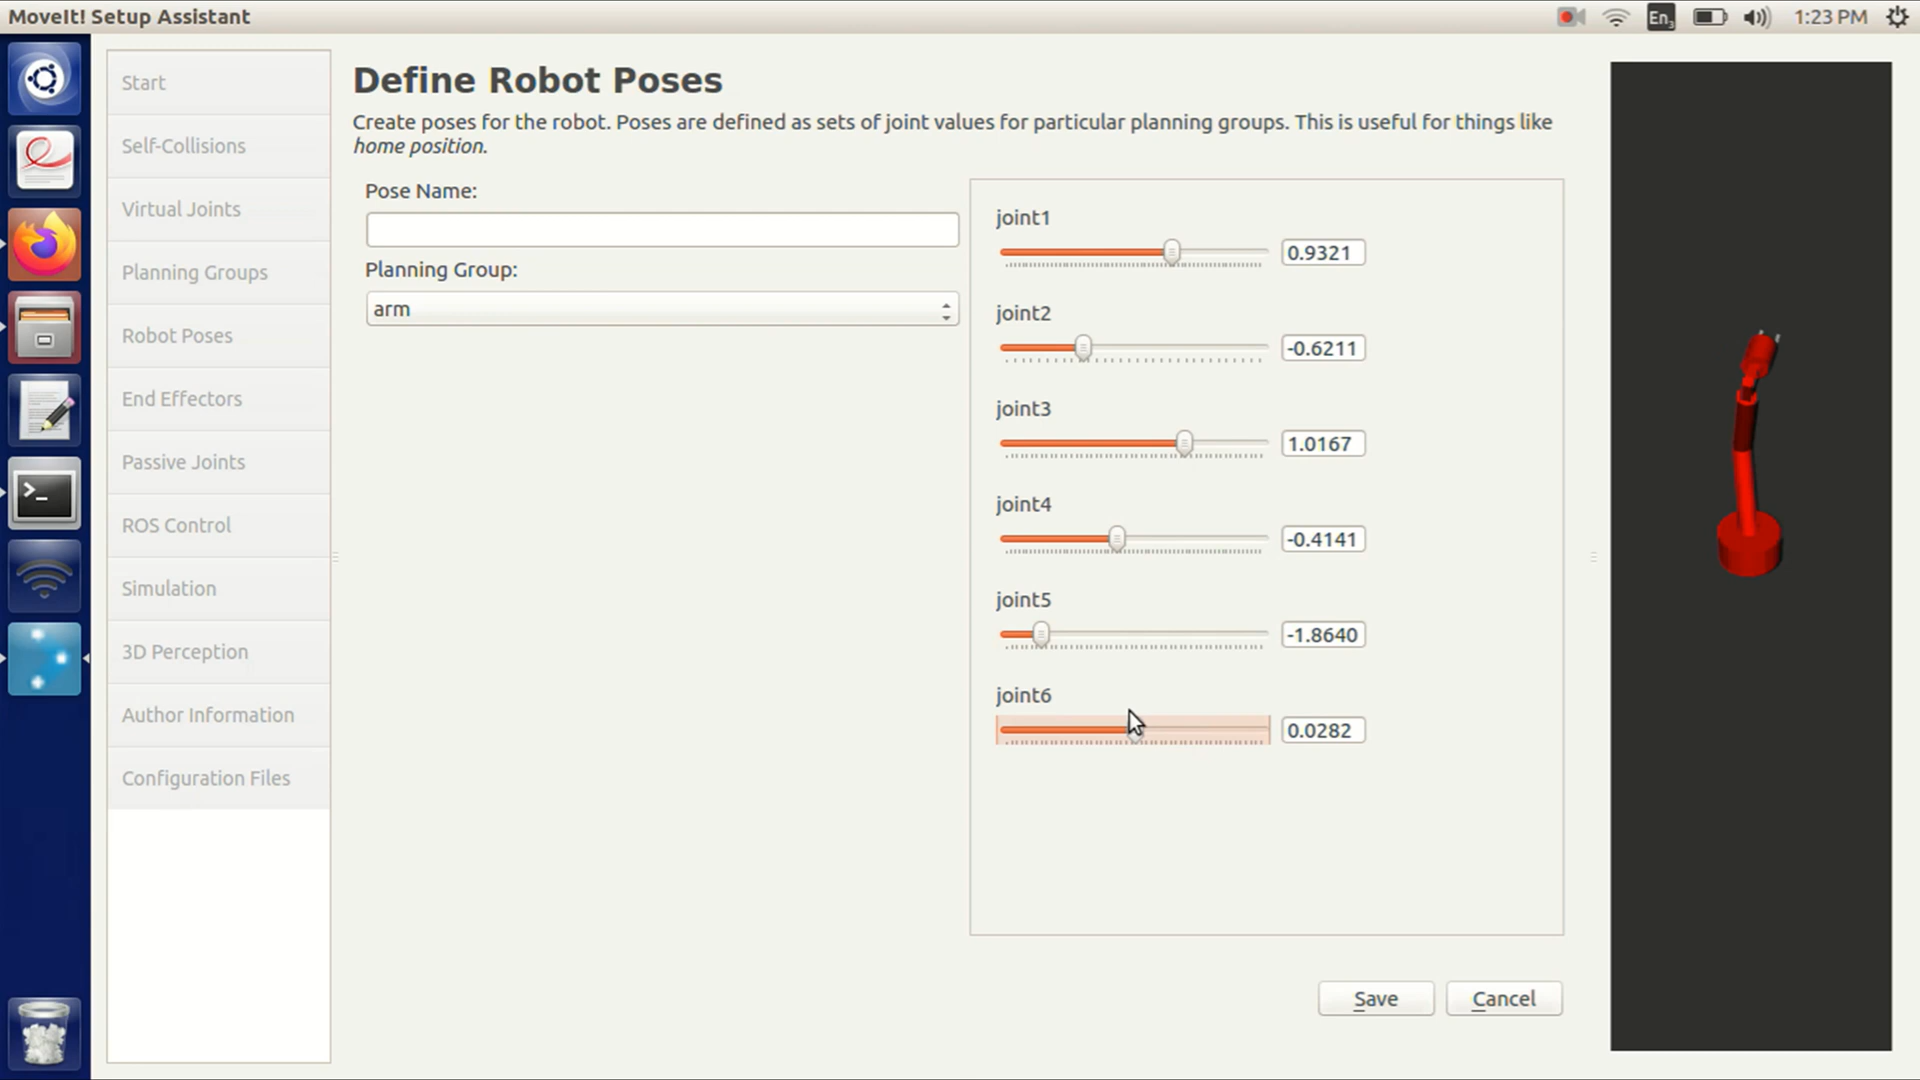 MoveIt! Setup Assistant
En3
1:23 PM
Start
Self-Collisions
Virtual Joints
Planning Groups
Robot Poses
End Effectors
Passive Joints
ROS Control
Simulation
3D Perception
Author Information
Configuration Files
Define Robot Poses
Create poses for the robot. Poses are defined as sets of joint values for particular planning groups. This is useful for things like
home position.
Pose Name:
Planning Group:
arm
joint1
0.9321
joint2
-0.6211
joint3
1.0167
joint4
-0.4141
joint5
-1.8640
joint6
0.0282
Save
Cancel